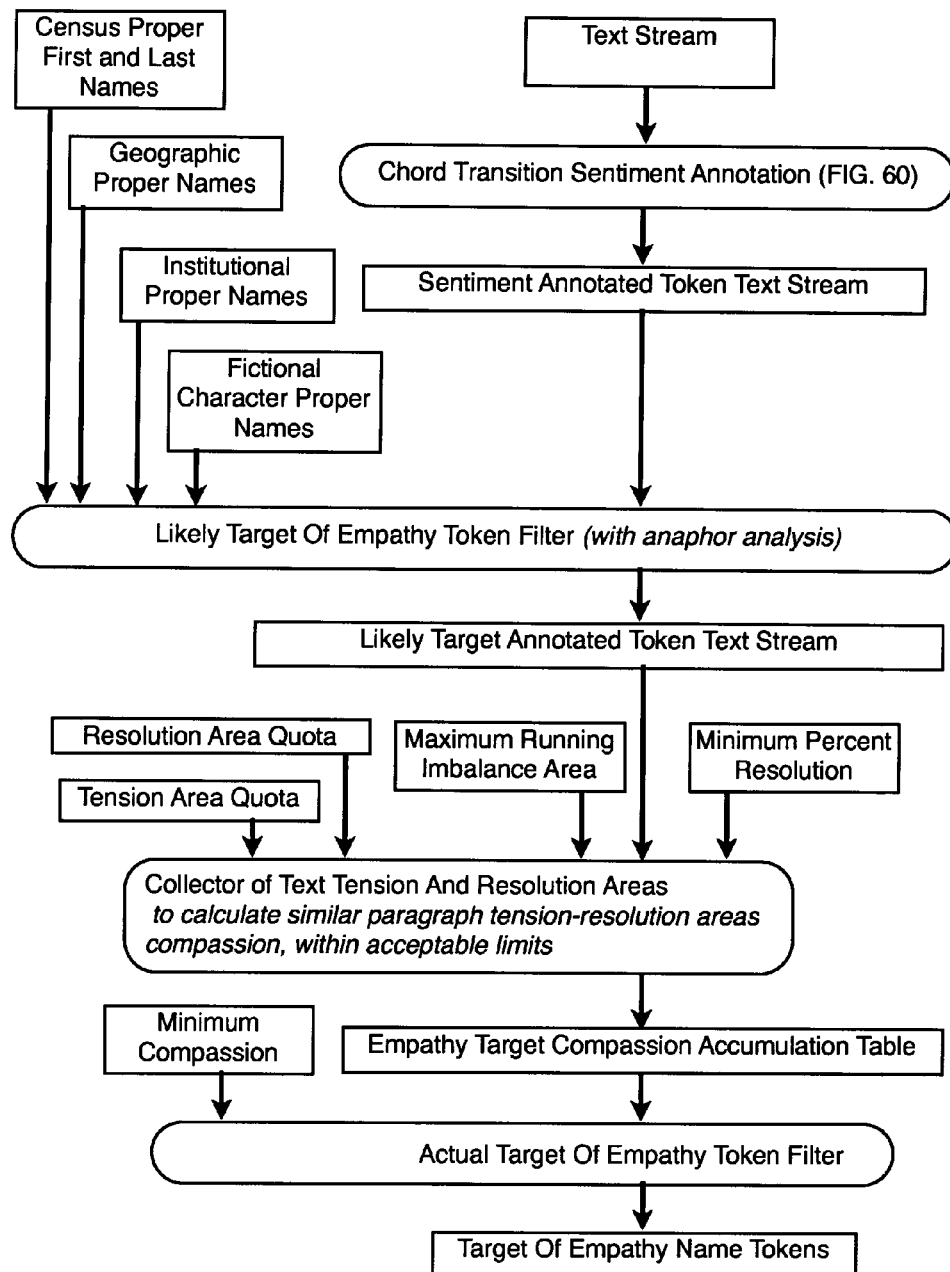 Census Proper
First and Last
Names
Text Stream
Geographic
Proper Names
Chord Transition Sentiment Annotation (FIG. 60)
Institutional
Proper Names
Sentiment Annotated Token Text Stream
Fictional
Character Proper
Names
Likely Target Of Empathy Token Filter (with anaphor analysis)
Likely Target Annotated Token Text Stream
Resolution Area Quota
Maximum Running
Imbalance Area
Minimum Percent
Resolution
Tension Area Quota
Collector of Text Tension And Resolution Areas
to calculate similar paragraph tension-resolution areas
compassion, within acceptable limits
Minimum
Compassion
Empathy Target Compassion Accumulation Table
Actual Target Of Empathy Token Filter
Target Of Empathy Name Tokens